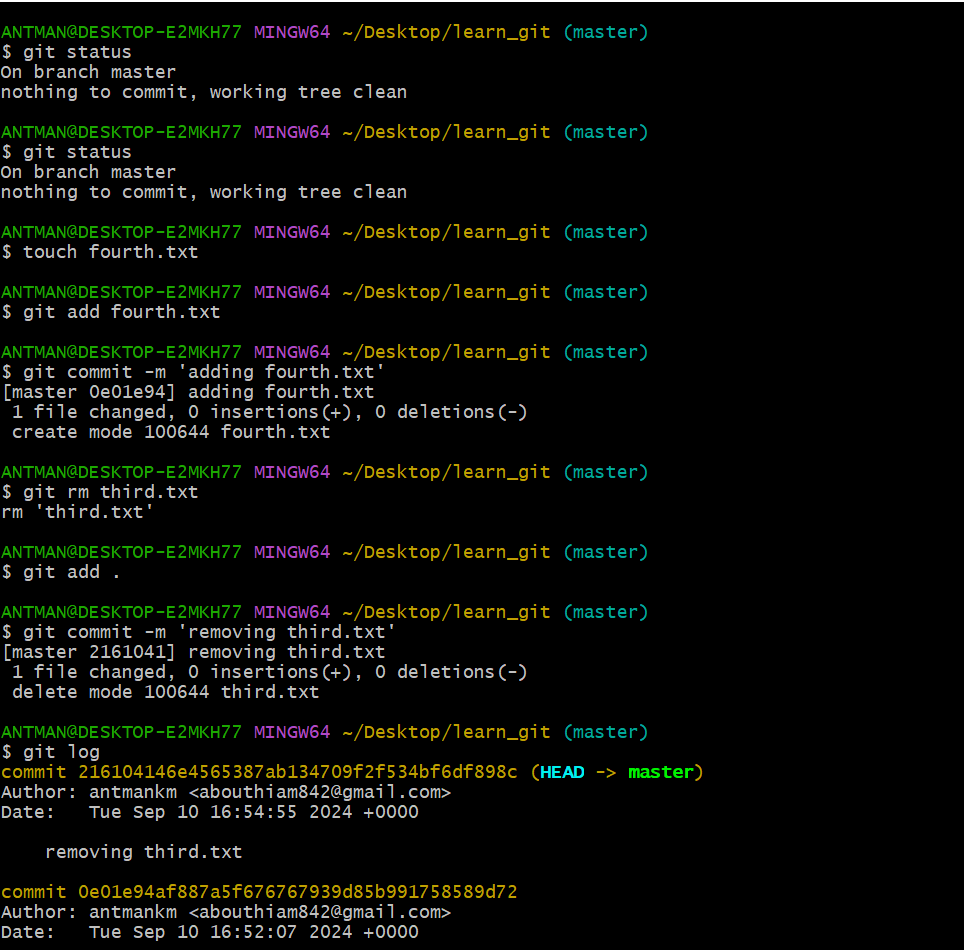 ANTMAN@DESKTOP-E2MKH77 MINGW64 ~/Desktop/learn_git (master)
$ git status
On branch master
nothing to commit, working tree clean

ANTMAN@DESKTOP-E2MKH77 MINGW64 ~/Desktop/learn_git (master)
$ git status
On branch master
nothing to commit, working tree clean

ANTMAN@DESKTOP-E2MKH77 MINGW64 ~/Desktop/learn_git (master)
$ touch fourth.txt

ANTMAN@DESKTOP-E2MKH77 MINGW64 ~/Desktop/learn_git (master)
$ git add fourth.txt

ANTMAN@DESKTOP-E2MKH77 MINGW64 ~/Desktop/learn_git (master)
$ git commit -m 'adding fourth.txt'
[master 0e01e94] adding fourth.txt
 1 file changed, 0 insertions(+), 0 deletions(-)
 create mode 100644 fourth.txt

ANTMAN@DESKTOP-E2MKH77 MINGW64 ~/Desktop/learn_git (master)
$ git rm third.txt
rm 'third.txt'

ANTMAN@DESKTOP-E2MKH77 MINGW64 ~/Desktop/learn_git (master)
$ git add .

ANTMAN@DESKTOP-E2MKH77 MINGW64 ~/Desktop/learn_git (master)
$ git commit -m 'removing third.txt'
[master 2161041] removing third.txt
 1 file changed, 0 insertions(+), 0 deletions(-)
 delete mode 100644 third.txt

ANTMAN@DESKTOP-E2MKH77 MINGW64 ~/Desktop/learn_git (master)
$ git log
commit 216104146e4565387ab134709f2f534bf6df898c (HEAD -> master)
Author: antmankm <abouthiam842@gmail.com>
Date:   Tue Sep 10 16:54:55 2024 +0000

    removing third.txt

commit 0e01e94af887a5f676767939d85b991758589d72
Author: antmankm <abouthiam842@gmail.com>
Date:   Tue Sep 10 16:52:07 2024 +0000